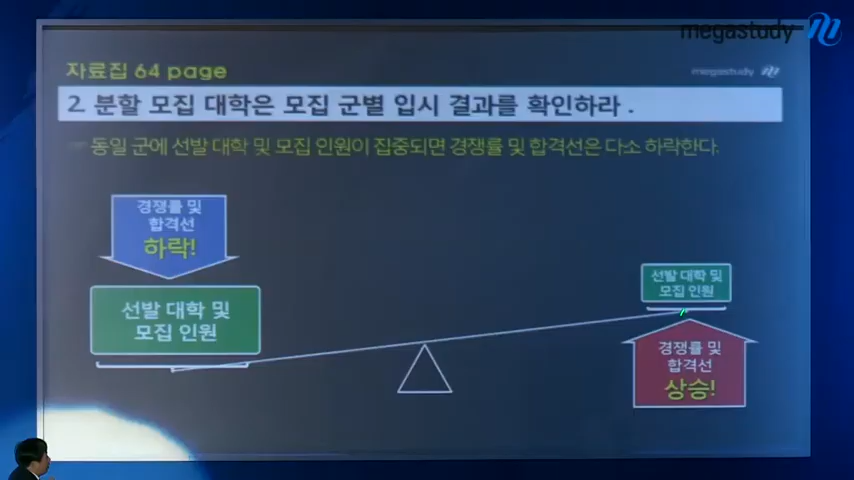 megastudy
자료집 64 page
megastudy
2. 분할 모집 대학은 모집 군별 입시 결과를 확인하라 .
동일 군에 선발 대학 및 모집 인원이 집중되면 경쟁률 및 합격선은 다소 하락한다.
경쟁률 및
합격선
하락!
선발 대학 및
모집 인원
선발 대학 및
모집 인원
경쟁률 및
합격선
상승!